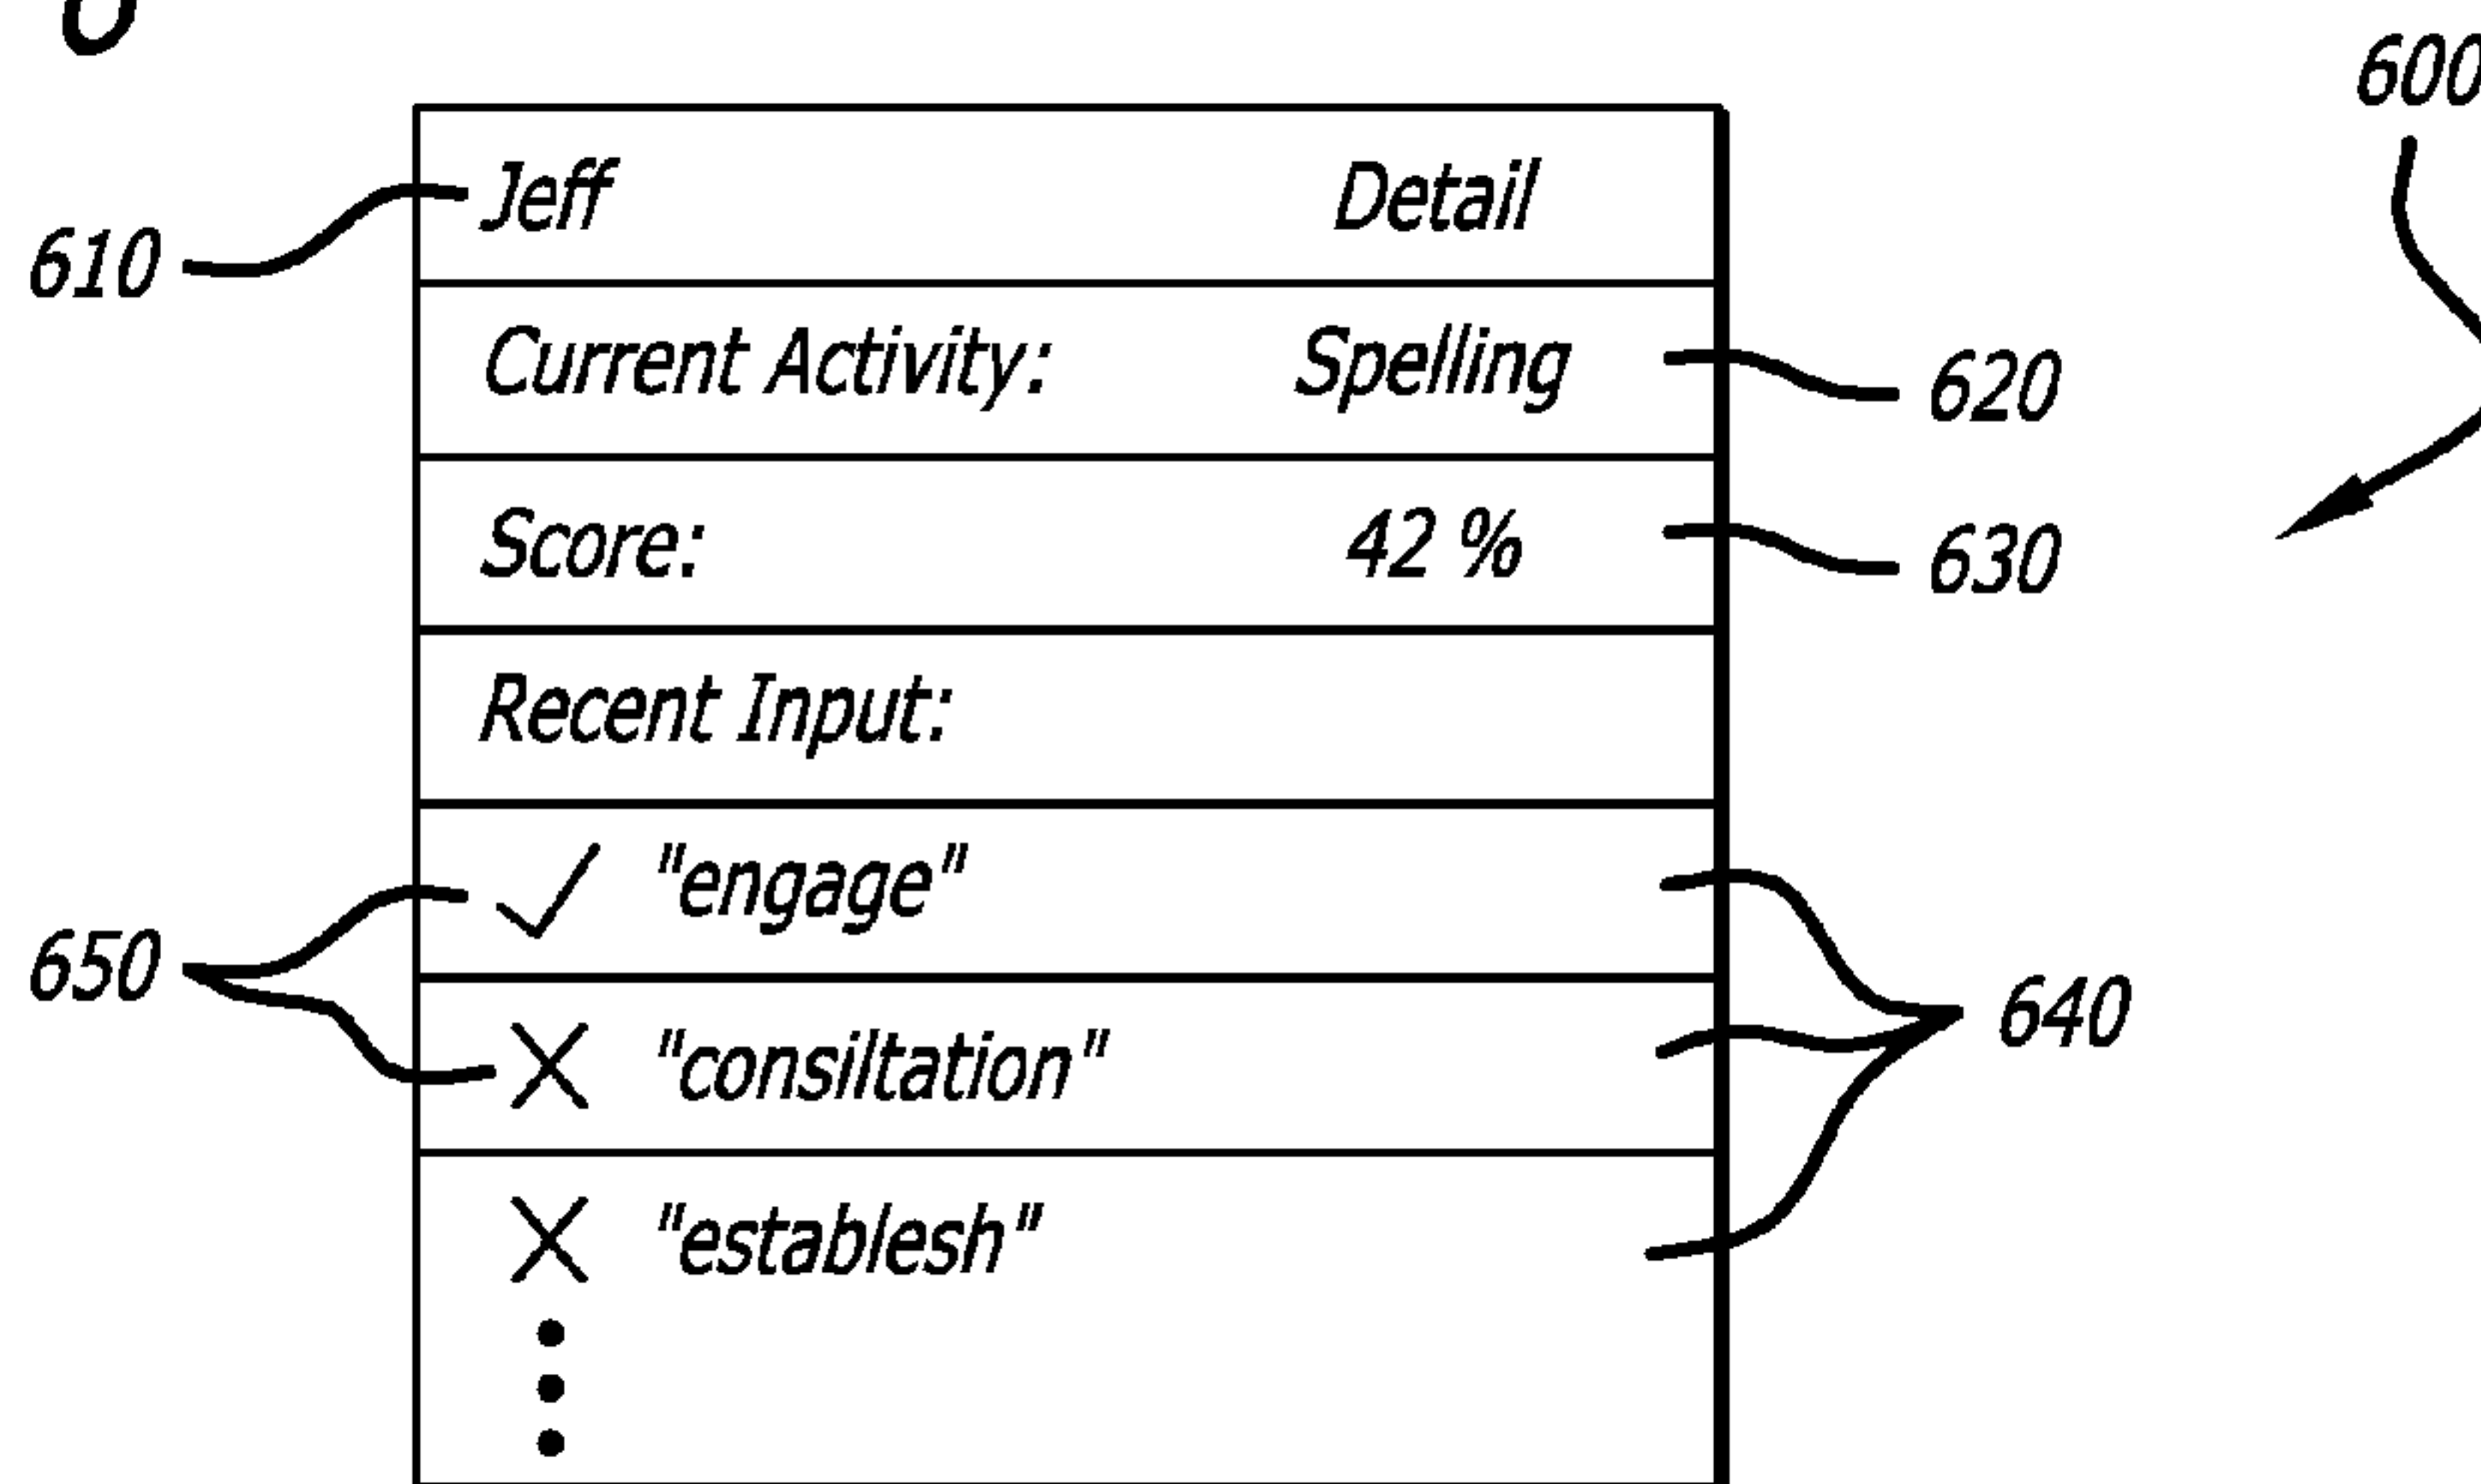 600
Jeff Detail
610
Current Activity: Spelling
620
Score: 42 %
630
Recent Input:
"engage"
650
"consiltation"
640
"establesh"